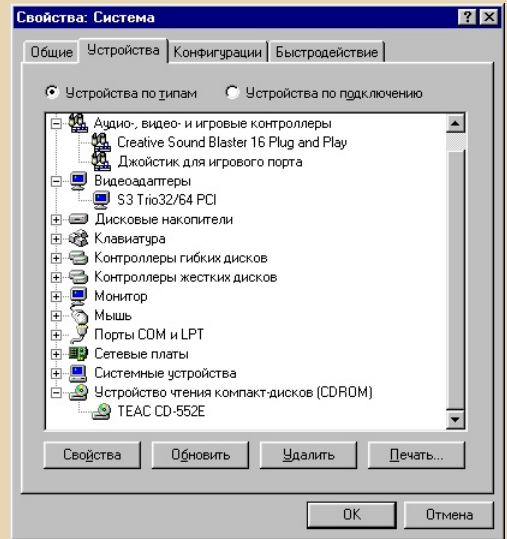 Свойства: Система
Общие Устройства Конфигурации Быстродействие
Устройства по типам Устройства по подключению
Аудио-, видео- и игровые контроллеры
Creative Sound Blaster 16 Plug and Play
Джойстик для игрового порта
Видеоадаптеры
S3 Trio32/64 PCI
Дисковые накопители
Клавиатура
Контроллеры гибких дисков
Контроллеры жестких дисков
Монитор
Мышь
Порты COM и LPT
Сетевые платы
Системные устройства
Устройство чтения компакт-дисков (CDROM)
TEAC CD-552E
Свойства Обновить Удалить Печать...
OK Отмена